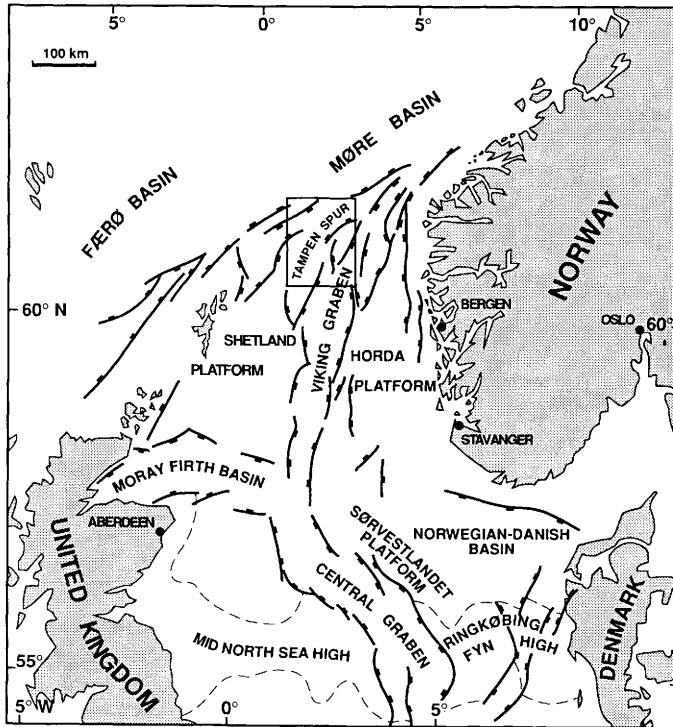 5° 0° 5° 10°
100 km
MØRE BASIN
FÆRØ BASIN
TAMPEN SPUR
NORWAY
60° N
BERGEN
OSLO
60°
SHETLAND
PLATFORM
VIKING GRABEN
HORDA
PLATFORM
STAVANGER
MORAY FIRTH BASIN
ABERDEEN
UNITED
KINGDOM
SØRVESTLANDET
PLATFORM
NORWEGIAN-DANISH
BASIN
CENTRAL
GRABEN
RINGKØBING
FYN
HIGH
DENMARK
MID NORTH SEA HIGH
55°
5° W 0° 5° 10°